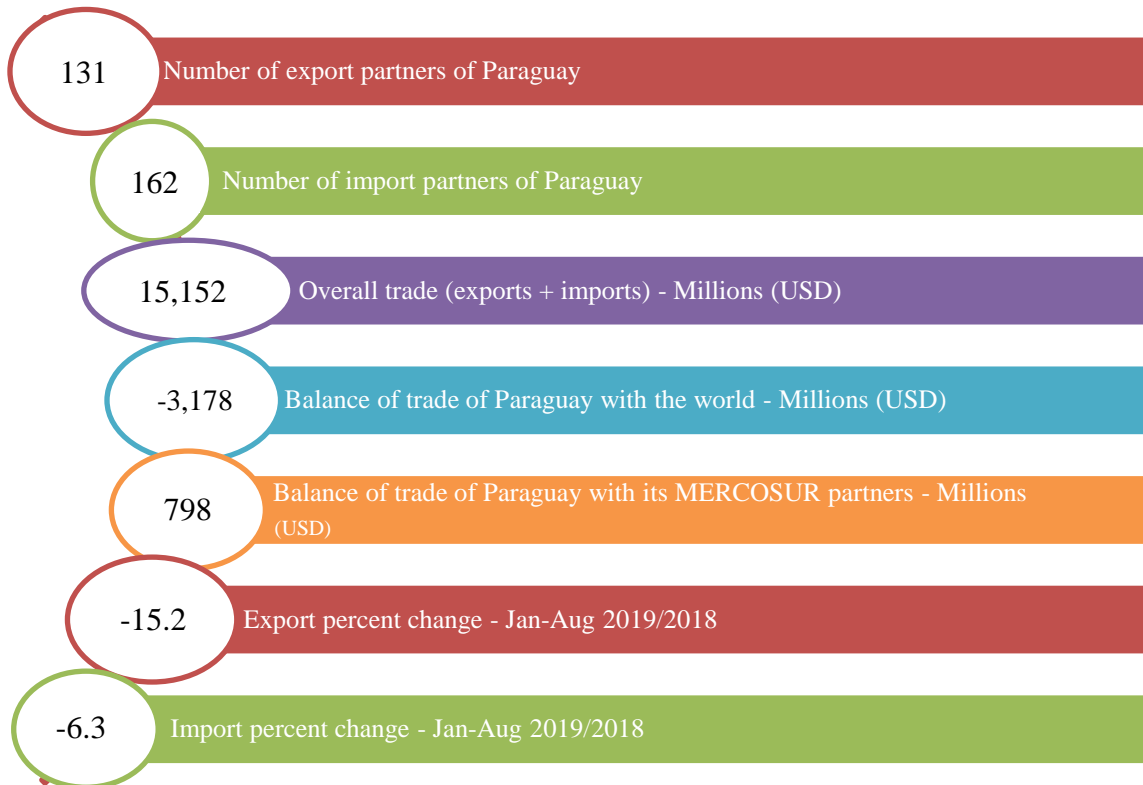 131
Number of export partners of Paraguay
162
Number of import partners of Paraguay
15,152
Overall trade (exports + imports) - Millions (USD)
-3,178
Balance of trade of Paraguay with the world - Millions (USD)
798
Balance of trade of Paraguay with its MERCOSUR partners - Millions
(USD)
-15.2
Export percent change - Jan-Aug 2019/2018
-6.3
Import percent change - Jan-Aug 2019/2018